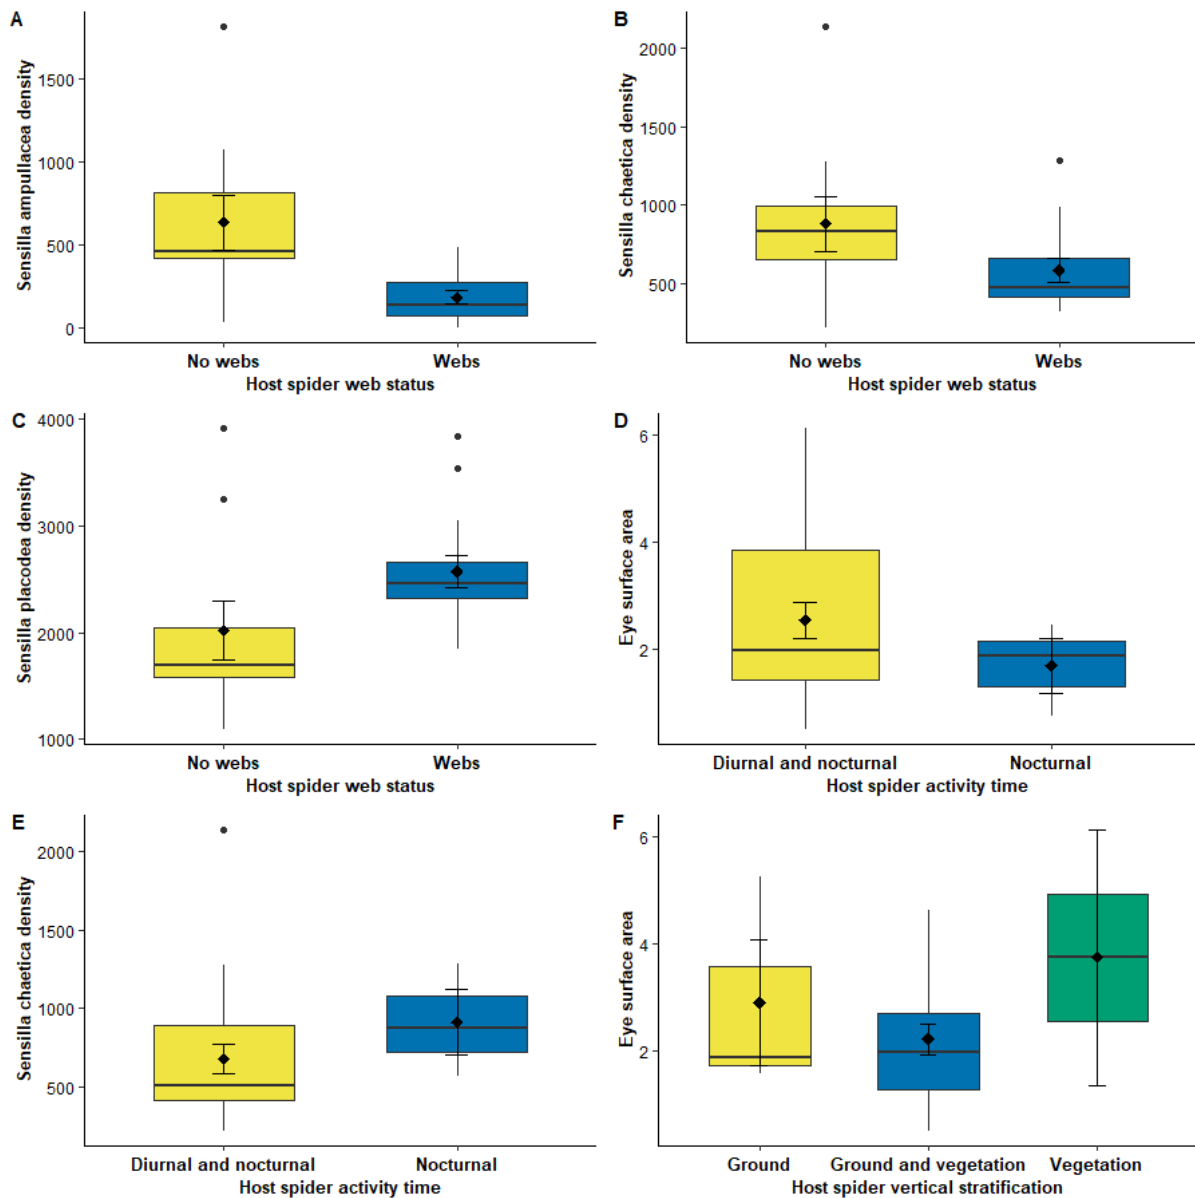 A
Sensilla ampullacea density
1500
1000
500
0
No webs Webs
Host spider web status
B
Sensilla chaetica density
2000
1500
1000
500
No webs Webs
Host spider web status
C
Sensilla placodea density
4000
3000
2000
1000
No webs Webs
Host spider web status
D
Eye surface area
6
4
2
Diurnal and nocturnal Nocturnal
Host spider activity time
E
Sensilla chaetica density
2000
1500
1000
500
Diurnal and nocturnal Nocturnal
Host spider activity time
F
Eye surface area
6
4
2
Ground Ground and vegetation Vegetation
Host spider vertical stratification